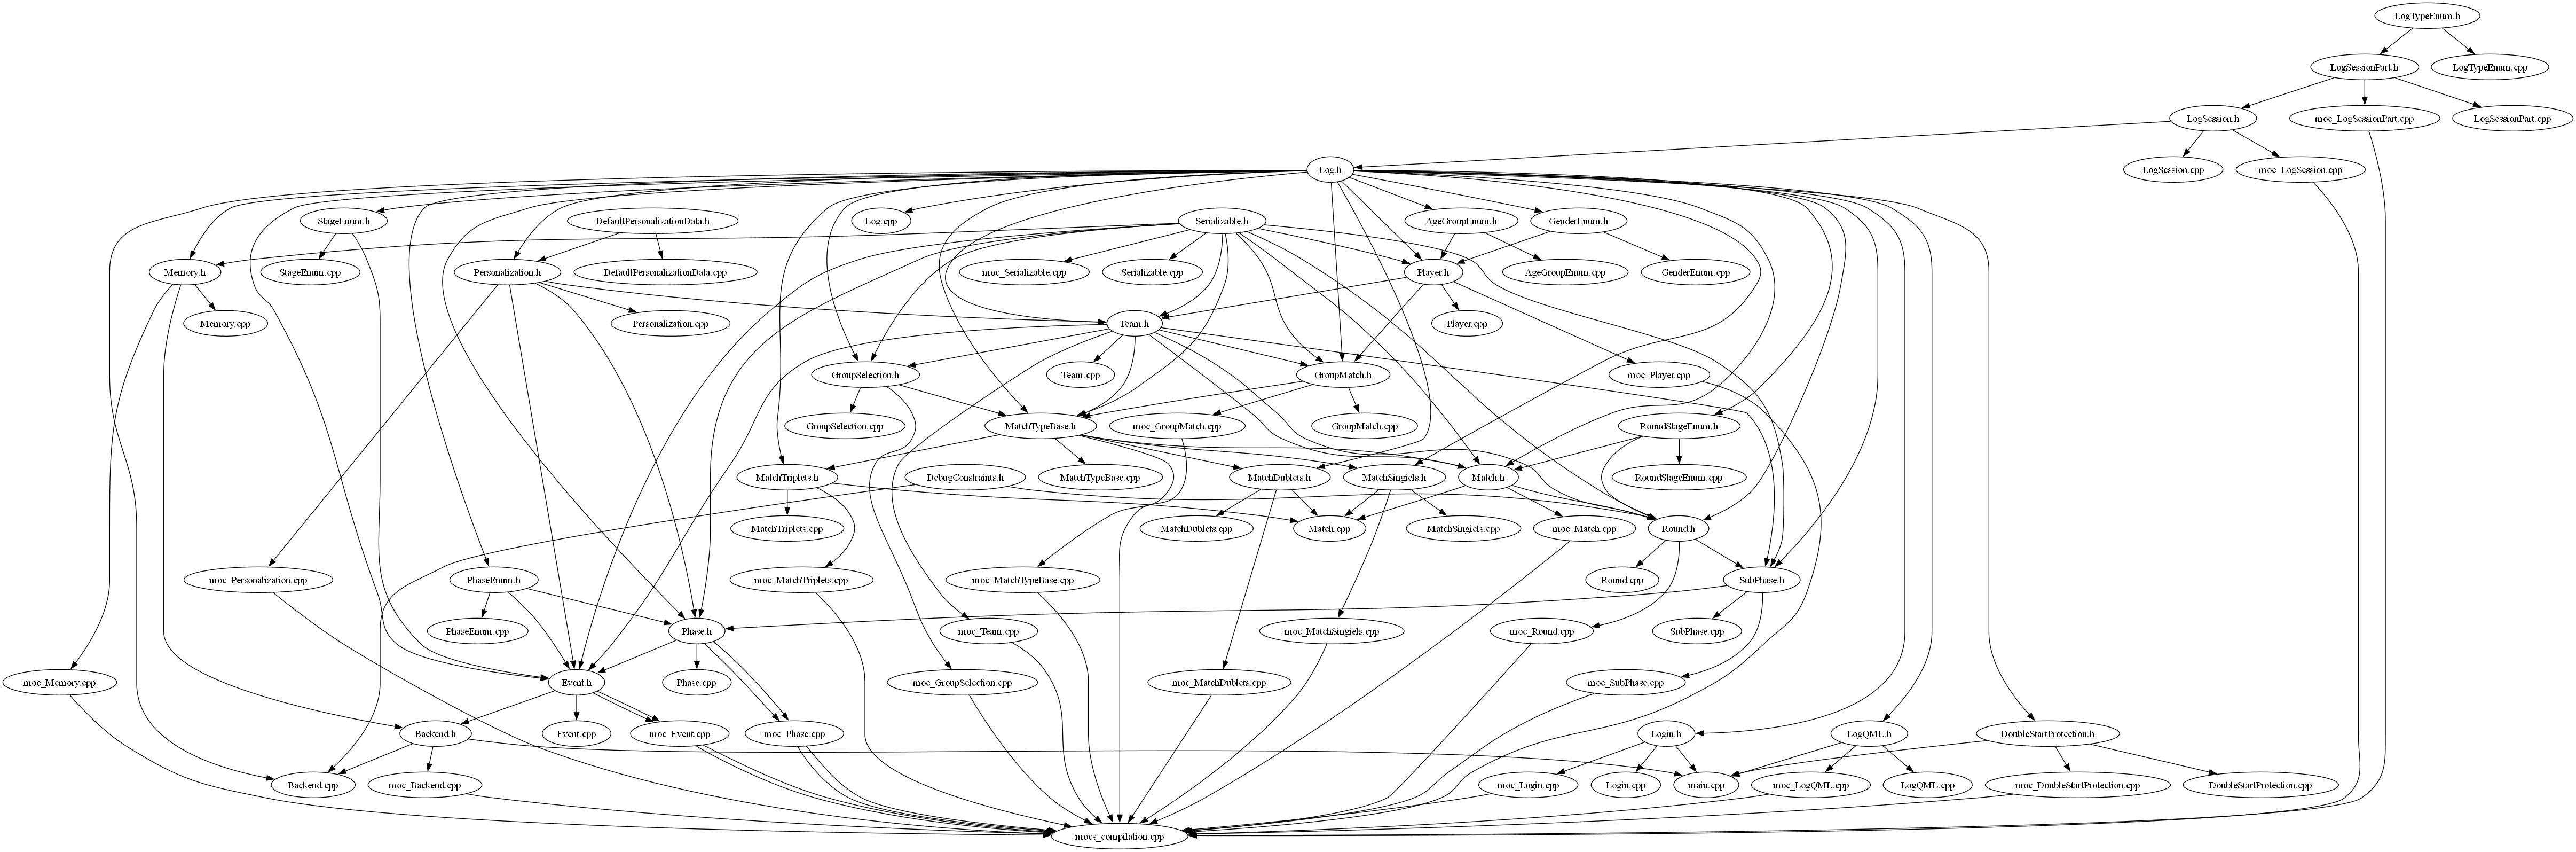 LogTypeEnum.h
LogSessionPart.h
LogTypeEnum.cpp
LogSession.h
moc_LogSessionPart.cpp
LogSessionPart.cpp
Log.h
LogSession.cpp
moc_LogSession.cpp
StageEnum.h
DefaultPersonalizationData.h
Log.cpp
Serializable.h
AgeGroupEnum.h
GenderEnum.h
Memory.h
StageEnum.cpp
Personalization.h
DefaultPersonalizationData.cpp
moc_Serializable.cpp
Serializable.cpp
Player.h
AgeGroupEnum.cpp
GenderEnum.cpp
Memory.cpp
Personalization.cpp
Team.h
Player.cpp
GroupSelection.h
Team.cpp
GroupMatch.h
moc_Player.cpp
GroupSelection.cpp
MatchTypeBase.h
moc_GroupMatch.cpp
GroupMatch.cpp
RoundStageEnum.h
MatchTriplets.h
DebugConstraints.h
MatchTypeBase.cpp
MatchDublets.h
MatchSingiels.h
Match.h
RoundStageEnum.cpp
MatchTriplets.cpp
MatchDublets.cpp
Match.cpp
MatchSingiels.cpp
moc_Match.cpp
Round.h
moc_Personalization.cpp
PhaseEnum.h
moc_MatchTriplets.cpp
moc_MatchTypeBase.cpp
Round.cpp
SubPhase.h
PhaseEnum.cpp
Phase.h
moc_Team.cpp
moc_MatchSingiels.cpp
moc_Round.cpp
SubPhase.cpp
moc_Memory.cpp
Event.h
Phase.cpp
moc_GroupSelection.cpp
moc_MatchDublets.cpp
moc_SubPhase.cpp
Backend.h
Event.cpp
moc_Event.cpp
moc_Phase.cpp
Login.h
LogQML.h
DoubleStartProtection.h
Backend.cpp
moc_Backend.cpp
moc_Login.cpp
Login.cpp
main.cpp
moc_LogQML.cpp
LogQML.cpp
moc_DoubleStartProtection.cpp
DoubleStartProtection.cpp
mocs_compilation.cpp